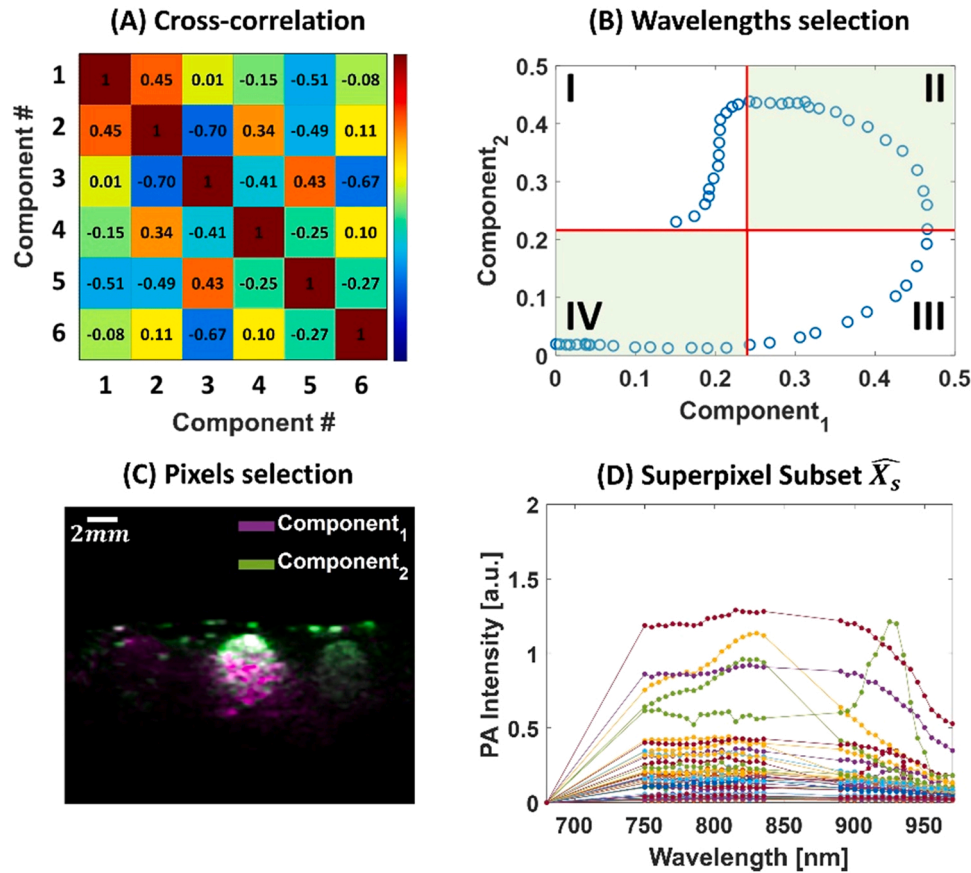 (A) Cross-correlation
Component #
1 1 0.45 0.01 -0.15 -0.51 -0.08
2 0.45 1 -0.70 0.34 -0.49 0.11
3 0.01 -0.70 1 -0.41 0.43 -0.67
4 -0.15 0.34 -0.41 1 -0.25 0.10
5 -0.51 -0.49 0.43 -0.25 1 -0.27
6 -0.08 0.11 -0.67 0.10 -0.27 1
1 2 3 4 5 6
Component #
(B) Wavelengths selection
Component2
0.5
0.4
0.3
0.2
0.1
0
I II
IV III
0 0.1 0.2 0.3 0.4 0.5
Component1
(C) Pixels selection
2mm
Component1
Component2
(D) Superpixel Subset X̂s
PA Intensity [a.u.]
2
1.5
1
0.5
0
700 750 800 850 900 950
Wavelength [nm]